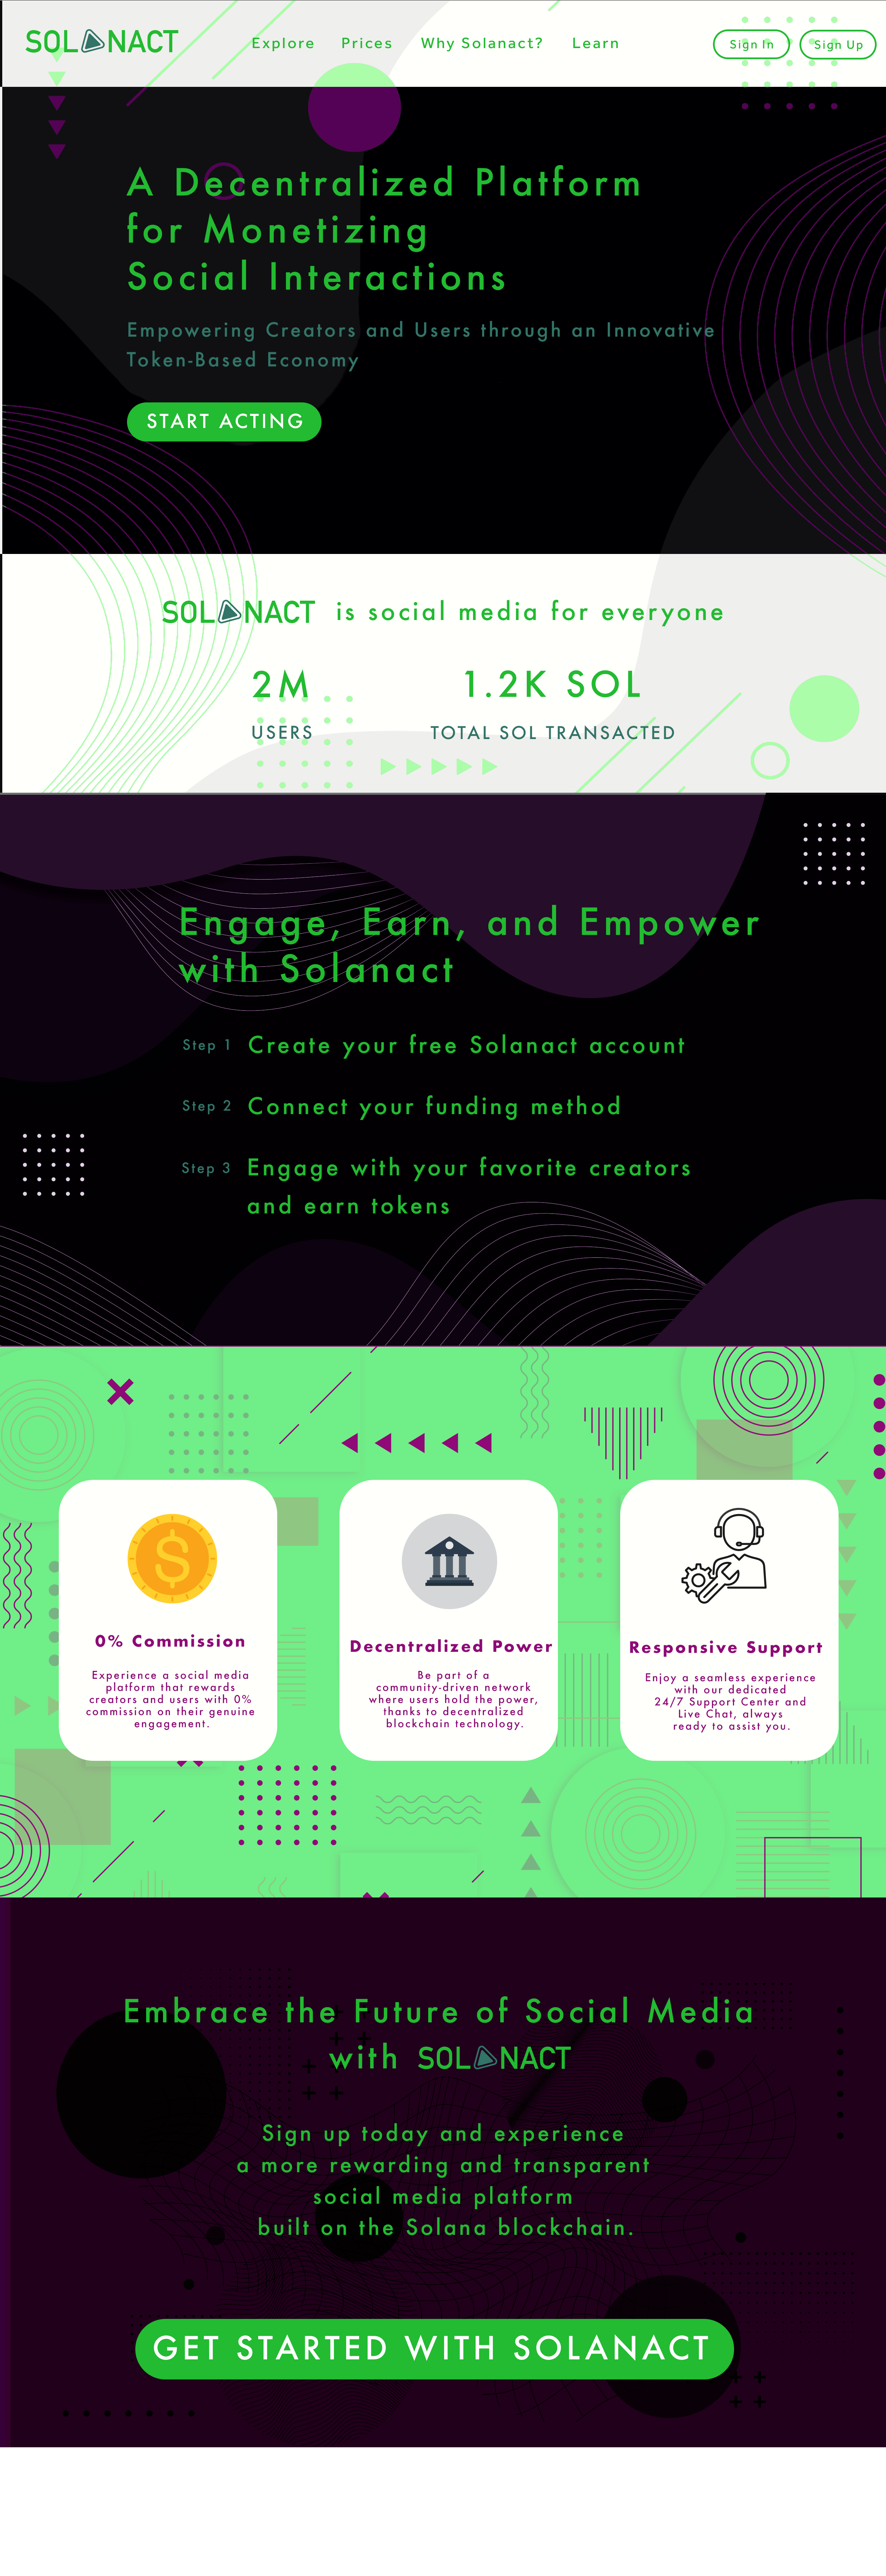 SOLANACT
Explore Prices Why Solanact? Learn
Sign In Sign Up
A Decentralized Platform
for Monetizing
Social Interactions
Empowering Creators and Users through an Innovative
Token-Based Economy
START ACTING
SOLANACT is social media for everyone
2M 1.2K SOL
USERS TOTAL SOL TRANSACTED
Engage, Earn, and Empower
with Solanact
Step 1 Create your free Solanact account
Step 2 Connect your funding method
Step 3 Engage with your favorite creators
and earn tokens
0% Commission
Experience a social media
platform that rewards
creators and users with 0%
commission on their genuine
engagement.
Decentralized Power
Be part of a
community-driven network
where users hold the power,
thanks to decentralized
blockchain technology.
Responsive Support
Enjoy a seamless experience
with our dedicated
24/7 Support Center and
Live Chat, always
ready to assist you.
Embrace the Future of Social Media
with SOLANACT
Sign up today and experience
a more rewarding and transparent
social media platform
built on the Solana blockchain.
GET STARTED WITH SOLANACT